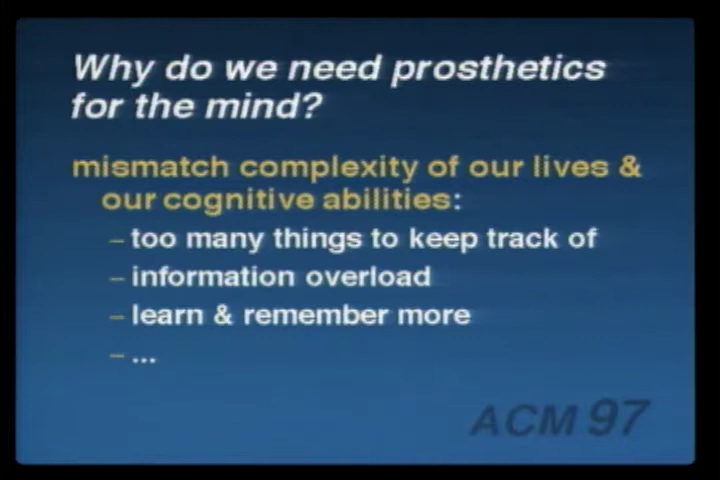 Why do we need prosthetics
for the mind?
mismatch complexity of our lives &
our cognitive abilities:
– too many things to keep track of
– information overload
– learn & remember more
– ...
ACM 97